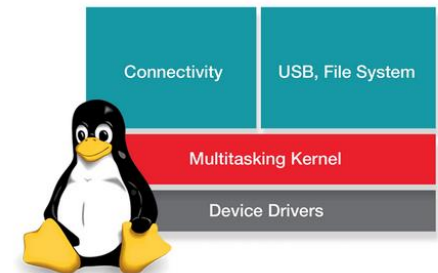 Connectivity
USB, File System
Multitasking Kernel
Device Drivers